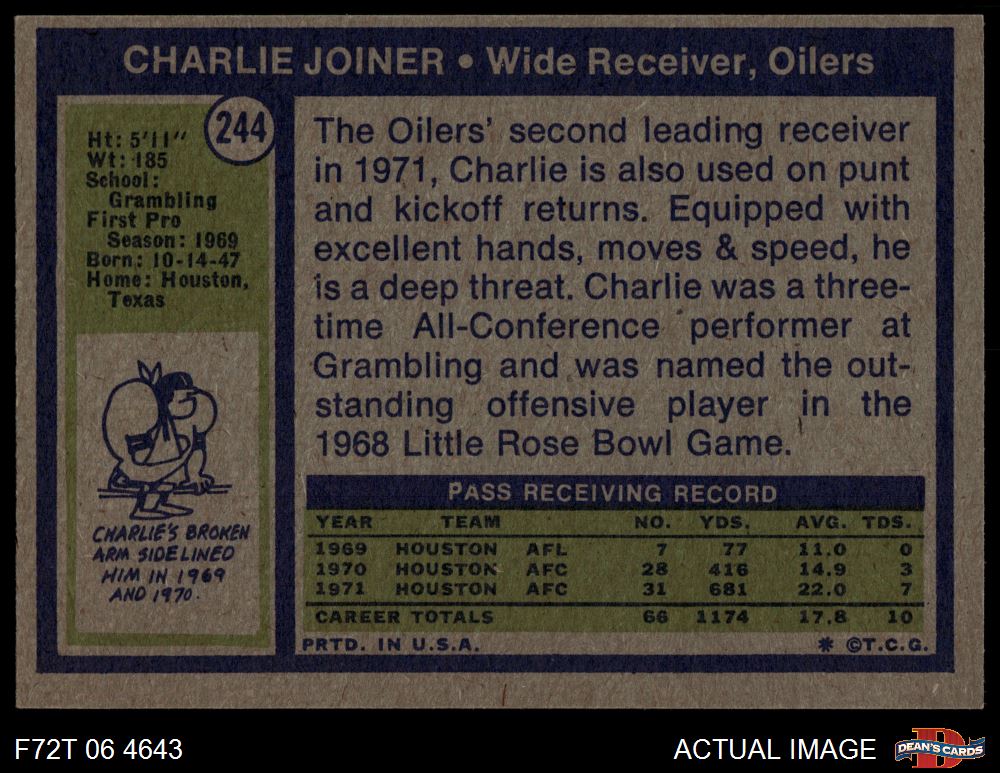 CHARLIE JOINER • Wide Receiver, Oilers
244
Ht: 5'11"
Wt: 185
School:
Grambling
First Pro
Season: 1969
Born: 10-14-47
Home: Houston,
Texas
CHARLIE'S BROKEN
ARM SIDELINED
HIM IN 1969
AND 1970.
The Oilers' second leading receiver
in 1971, Charlie is also used on punt
and kickoff returns. Equipped with
excellent hands, moves & speed, he
is a deep threat. Charlie was a three-
time All-Conference performer at
Grambling and was named the out-
standing offensive player in the
1968 Little Rose Bowl Game.
PASS RECEIVING RECORD
YEAR TEAM NO. YDS. AVG. TDS.
1969 HOUSTON AFL 7 77 11.0 0
1970 HOUSTON AFC 28 416 14.9 3
1971 HOUSTON AFC 31 681 22.0 7
CAREER TOTALS 66 1174 17.8 10
PRTD. IN U.S.A. * ©T.C.G.
F72T 06 4643 ACTUAL IMAGE
D
DEAN'S CARDS